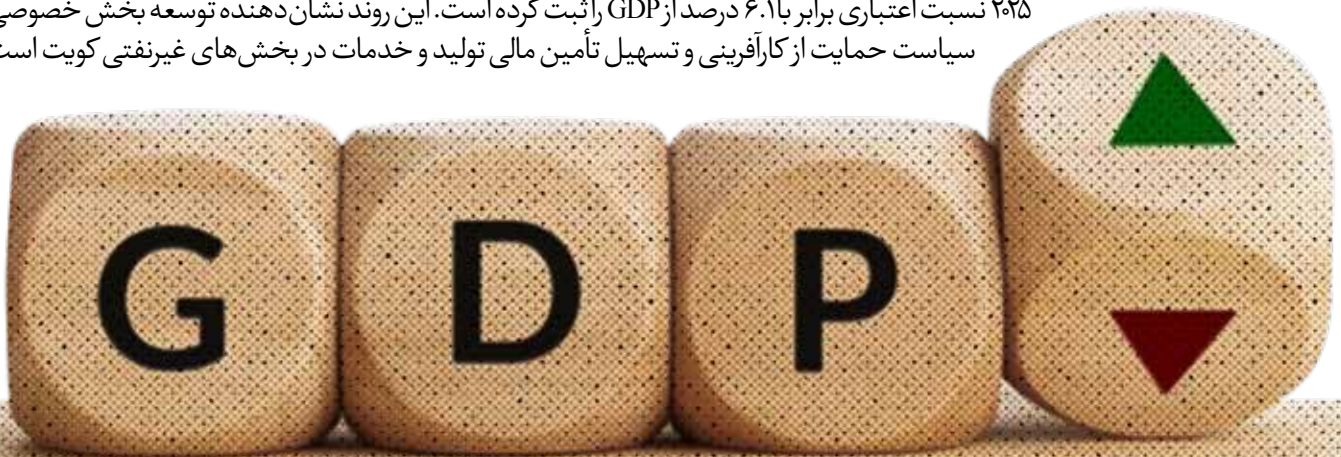 ۲۰۲۵ نسبت اعتباری برابر با ۶.۱ درصد از GDP را ثبت کرده است. این روند نشان‌دهنده توسعه بخش خصوصی
سیاست حمایت از کارآفرینی و تسهیل تأمین مالی تولید و خدمات در بخش‌های غیرنفتی کویت است
G D P